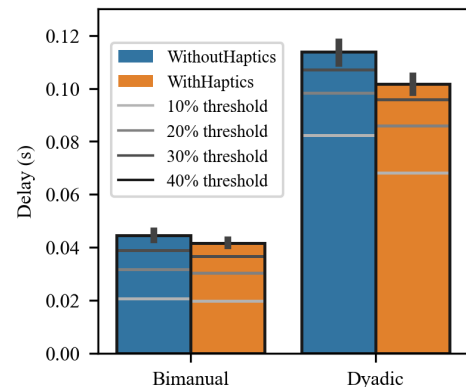 0.12
0.10
0.08
0.06
0.04
0.02
0.00
Delay (s)
WithoutHaptics
WithHaptics
10% threshold
20% threshold
30% threshold
40% threshold
Bimanual
Dyadic